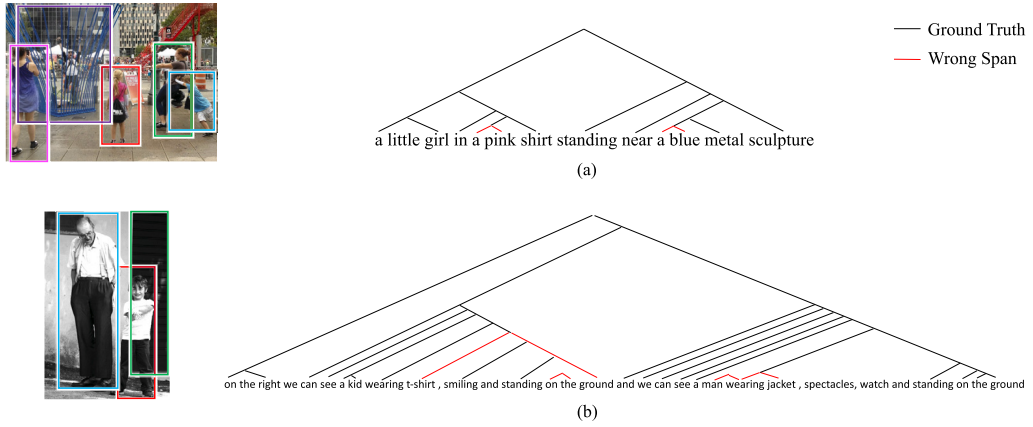 Ground Truth
Wrong Span
a little girl in a pink shirt standing near a blue metal sculpture
(a)
on the right we can see a kid wearing t-shirt , smiling and standing on the ground and we can see a man wearing jacket , spectacles, watch and standing on the ground
(b)